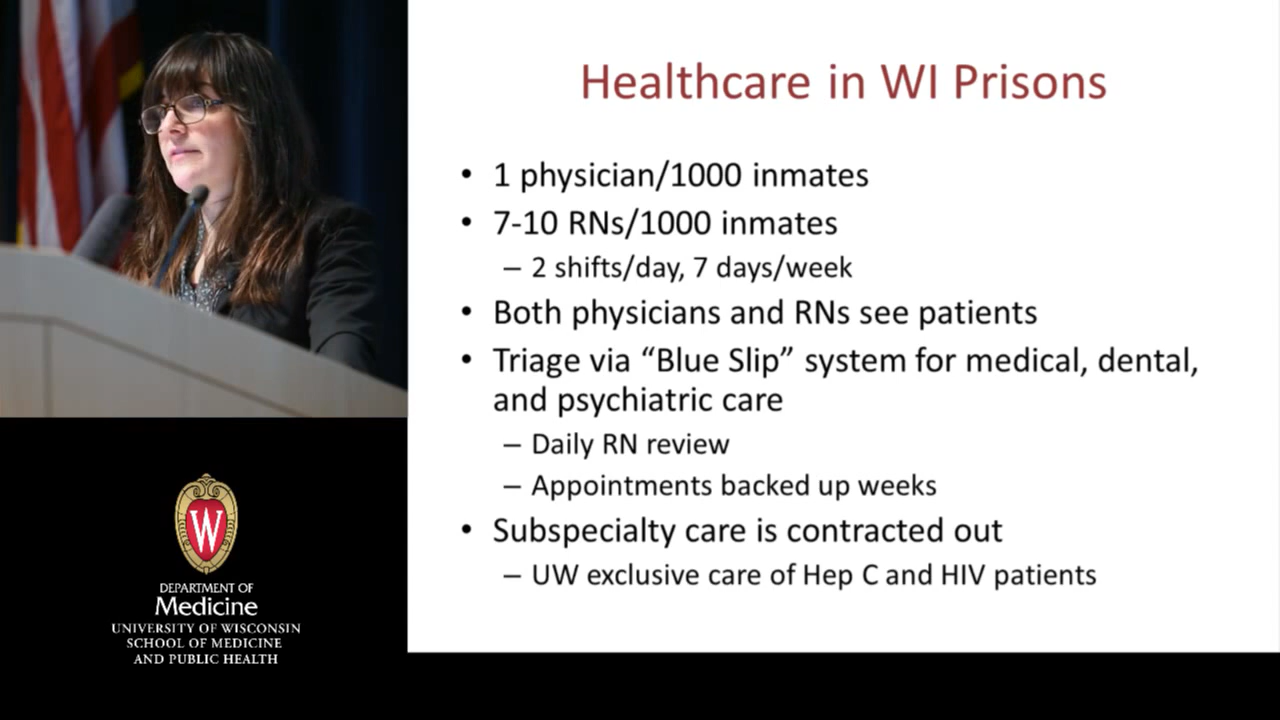 Healthcare in WI Prisons
• 1 physician/1000 inmates
• 7-10 RNs/1000 inmates
– 2 shifts/day, 7 days/week
• Both physicians and RNs see patients
• Triage via “Blue Slip” system for medical, dental,
and psychiatric care
– Daily RN review
– Appointments backed up weeks
• Subspecialty care is contracted out
– UW exclusive care of Hep C and HIV patients
W
DEPARTMENT OF
Medicine
UNIVERSITY OF WISCONSIN
SCHOOL OF MEDICINE
AND PUBLIC HEALTH